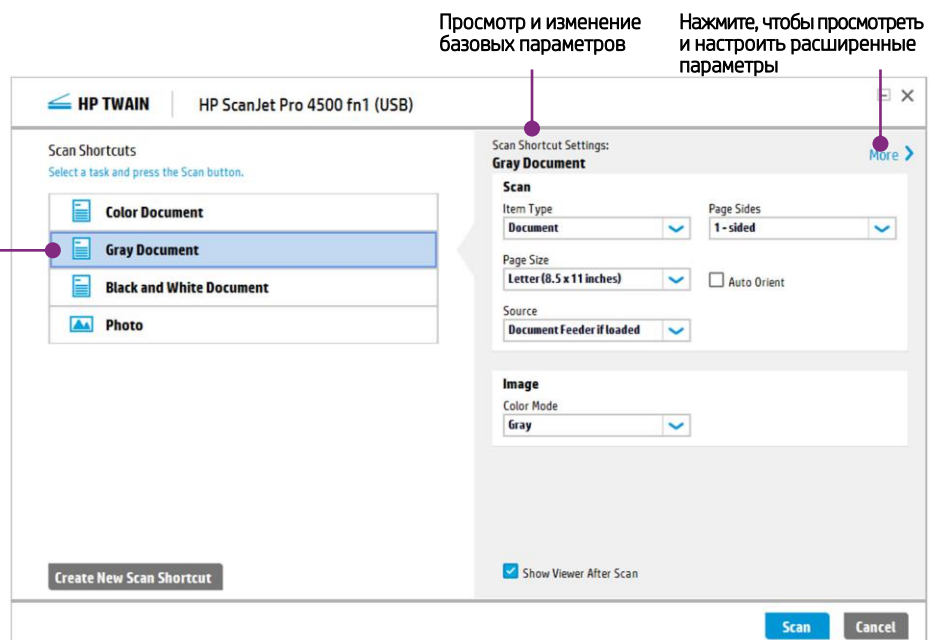 Просмотр и изменение
базовых параметров
Нажмите, чтобы просмотреть
и настроить расширенные
параметры
HP TWAIN
HP ScanJet Pro 4500 fn1 (USB)
Scan Shortcuts
Select a task and press the Scan button.
Color Document
Gray Document
Black and White Document
Photo
Create New Scan Shortcut
Scan Shortcut Settings:
Gray Document
More
Scan
Item Type
Page Sides
Document
1 - sided
Page Size
Letter (8.5 x 11 inches)
Auto Orient
Source
Document Feeder if loaded
Image
Color Mode
Gray
Show Viewer After Scan
Scan
Cancel